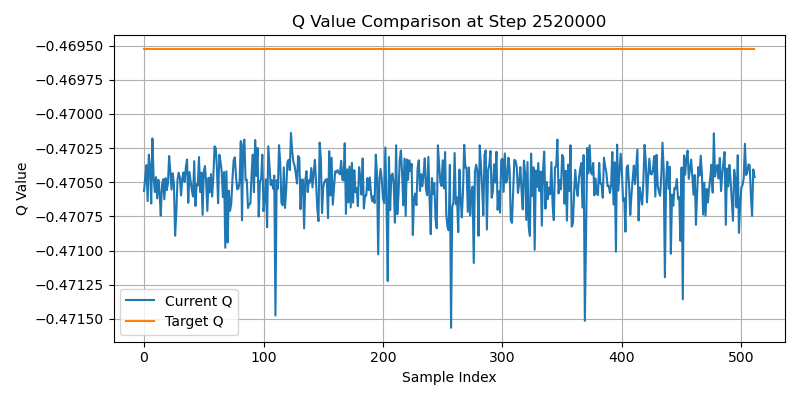 Q Value Comparison at Step 2520000
Q Value
−0.46950
−0.46975
−0.47000
−0.47025
−0.47050
−0.47075
−0.47100
−0.47125
−0.47150
Current Q
Target Q
0 100 200 300 400 500
Sample Index